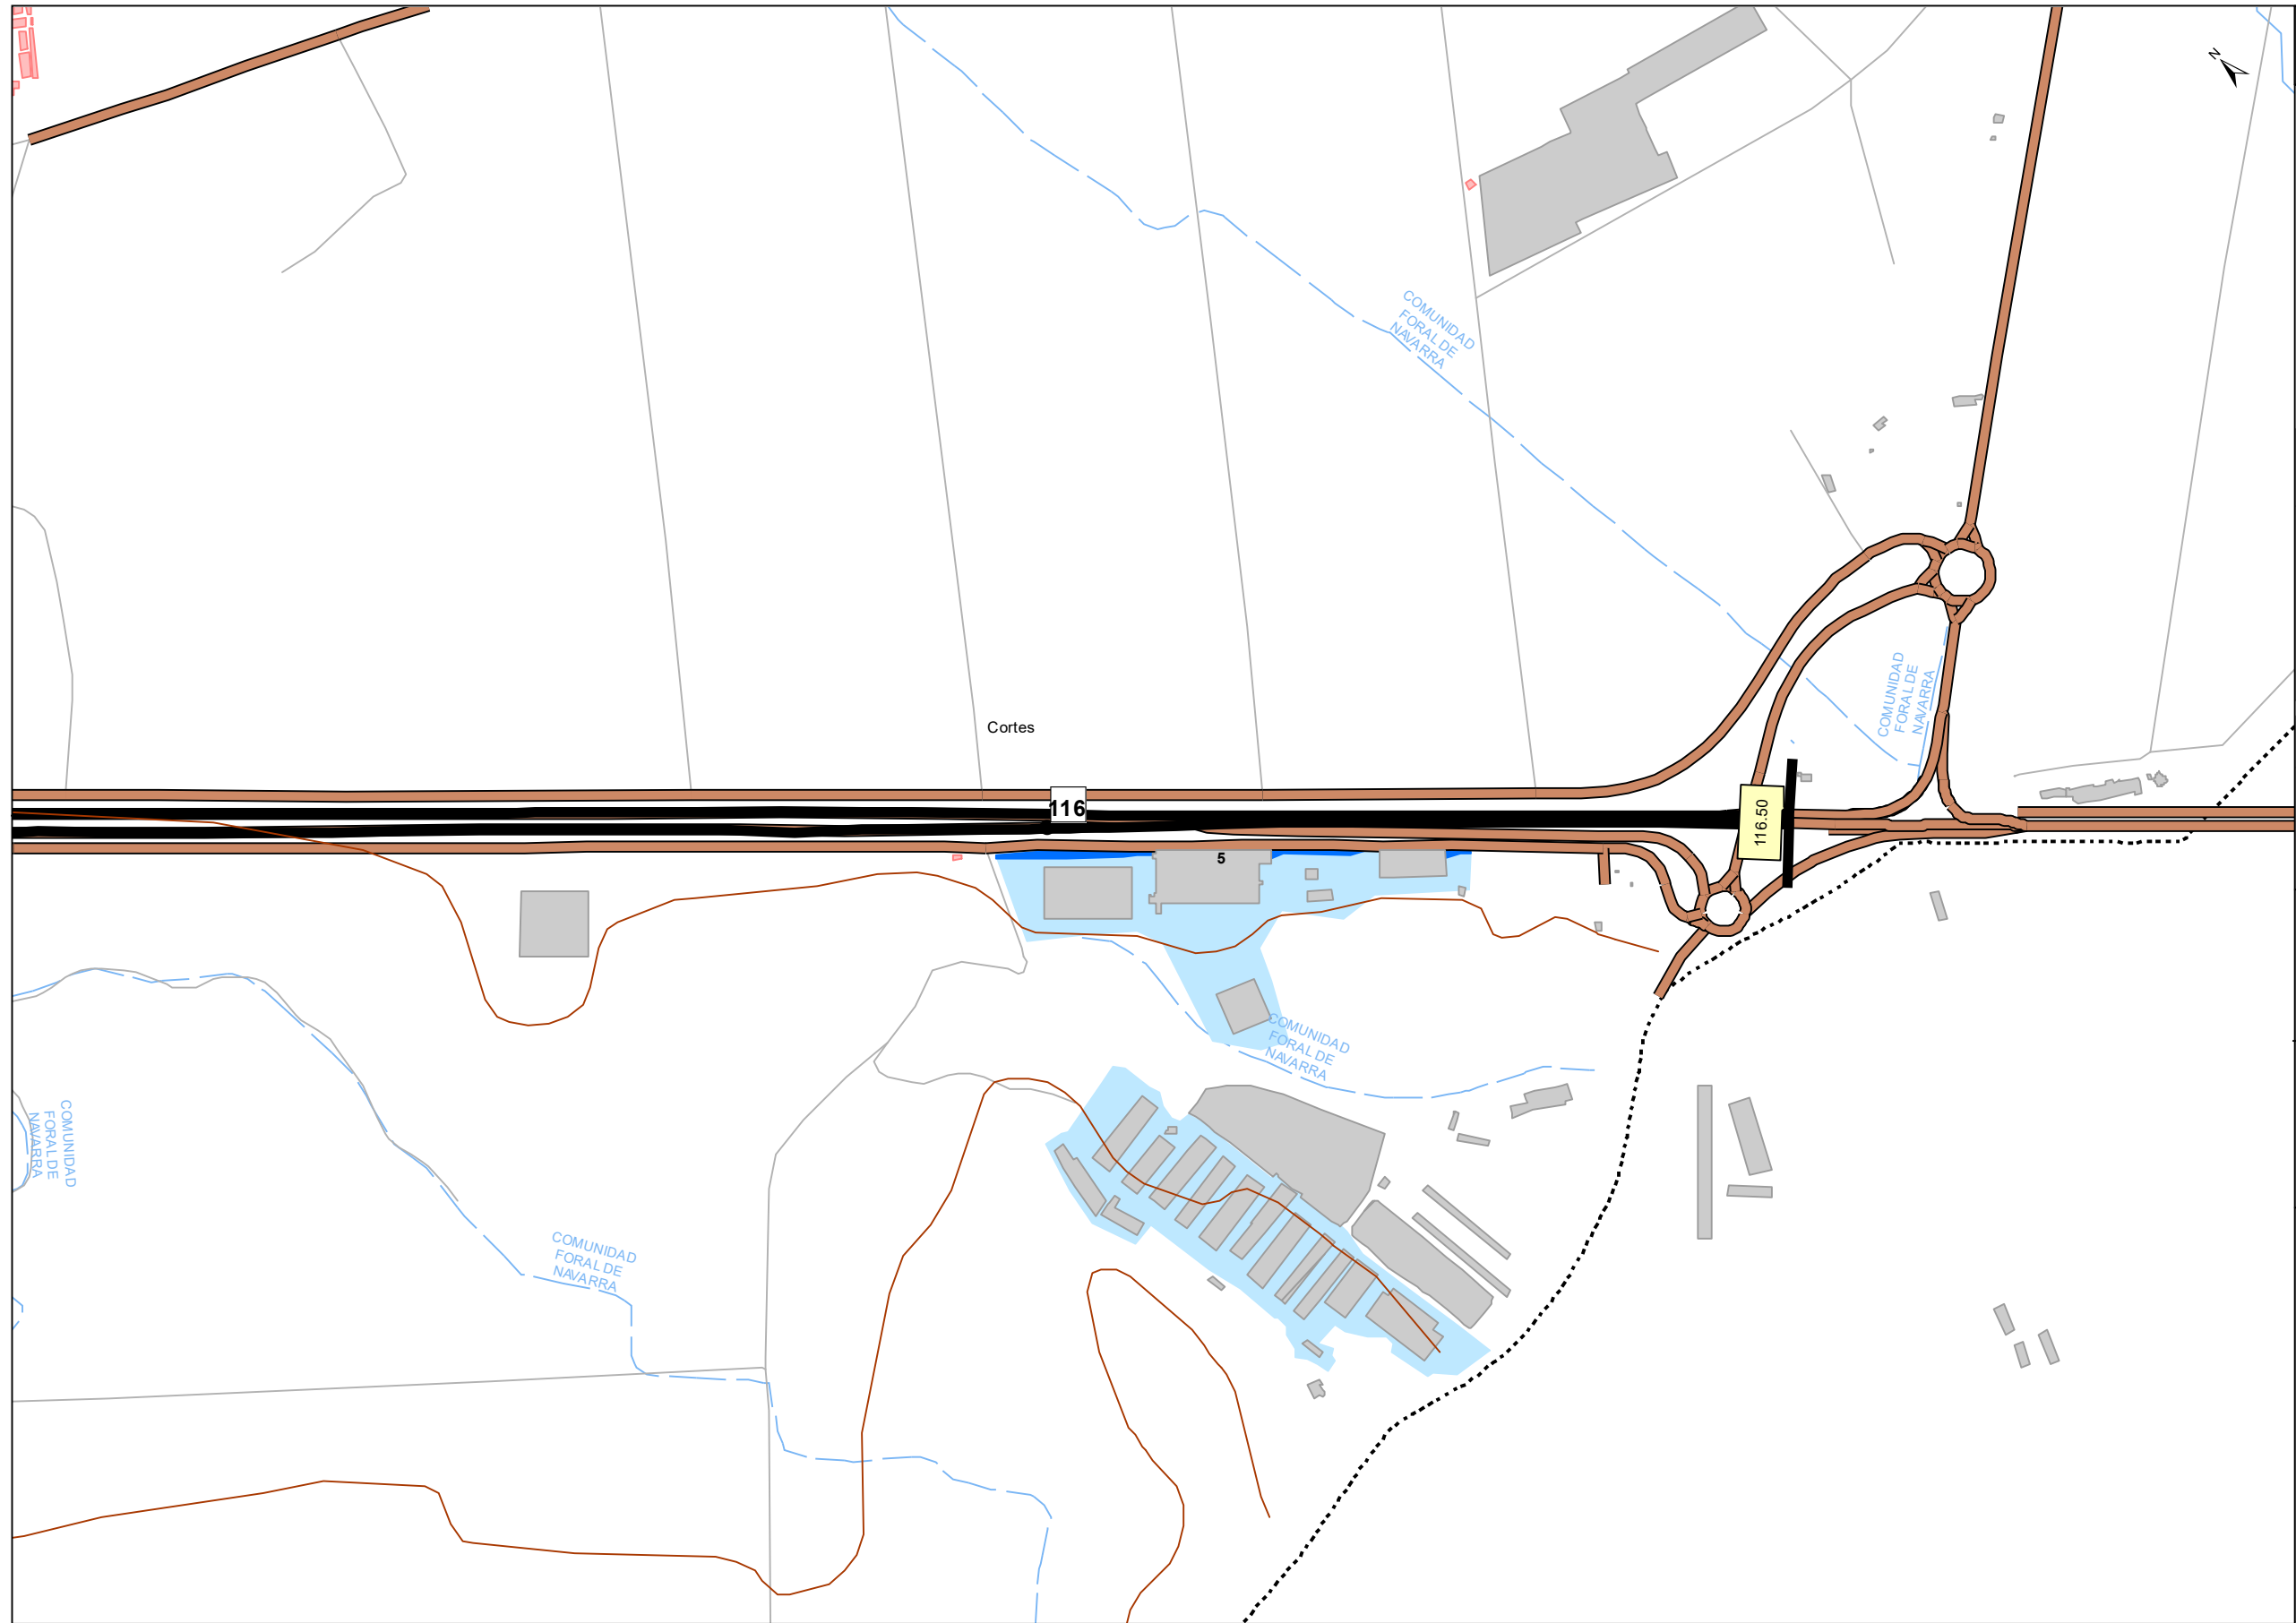 N
COMUNIDAD
FORAL DE
NAVARRA
COMUNIDAD
FORAL DE
NAVARRA
Cortes
116
116.50
5
COMUNIDAD
FORAL DE
NAVARRA
COMUNIDAD
FORAL DE
NAVARRA
COMUNIDAD
FORAL DE
NAVARRA